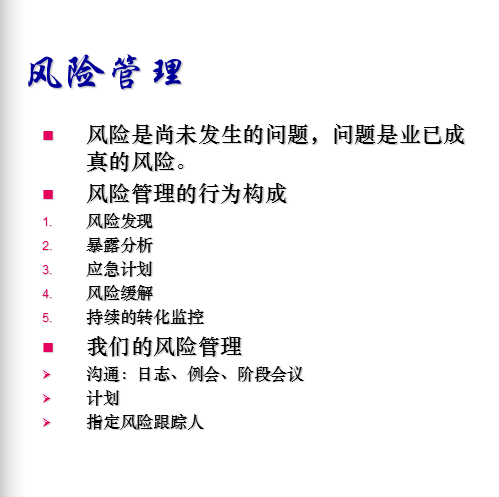 风险管理
■ 风险是尚未发生的问题，问题是业已成
真的风险。
■ 风险管理的行为构成
1. 风险发现
2. 暴露分析
3. 应急计划
4. 风险缓解
5. 持续的转化监控
■ 我们的风险管理
➢ 沟通：日志、例会、阶段会议
➢ 计划
➢ 指定风险跟踪人